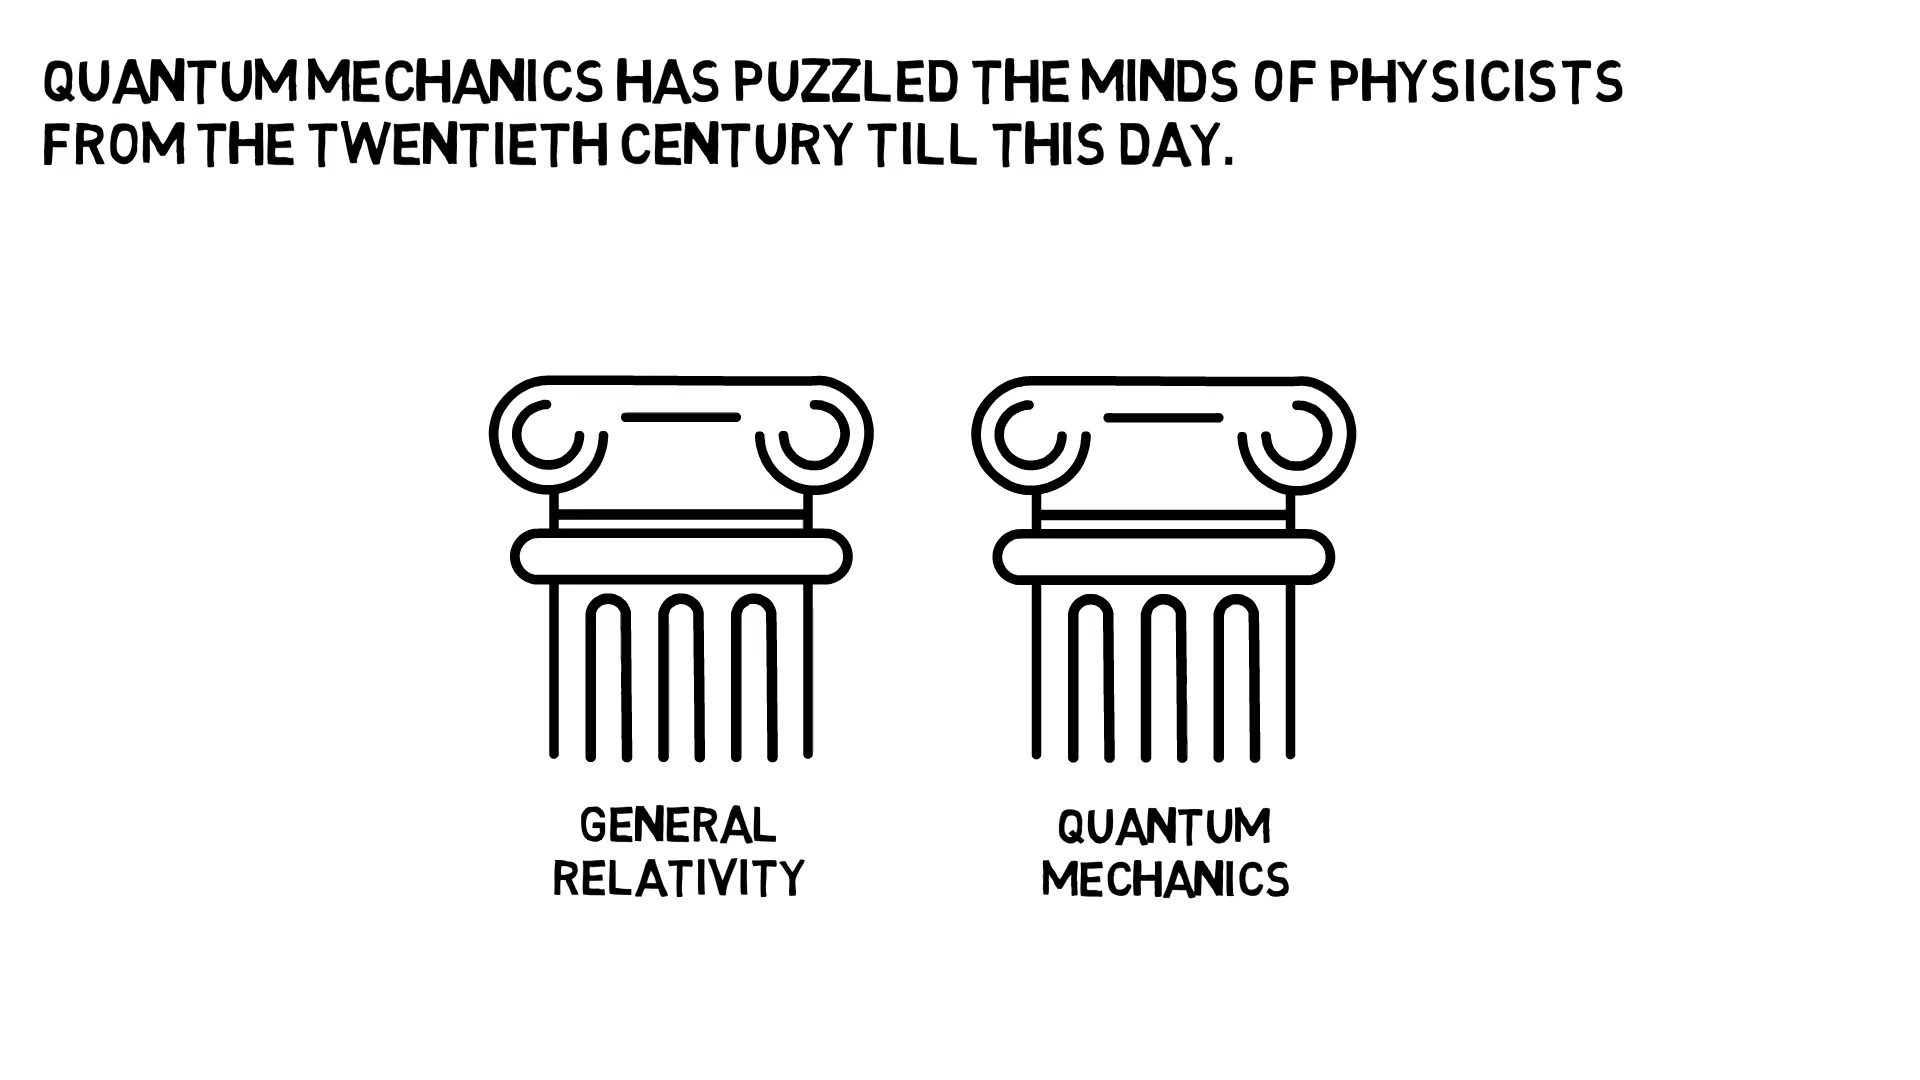 QUANTUM MECHANICS HAS PUZZLED THE MINDS OF PHYSICISTS
FROM THE TWENTIETH CENTURY TILL THIS DAY.
GENERAL
RELATIVITY
QUANTUM
MECHANICS